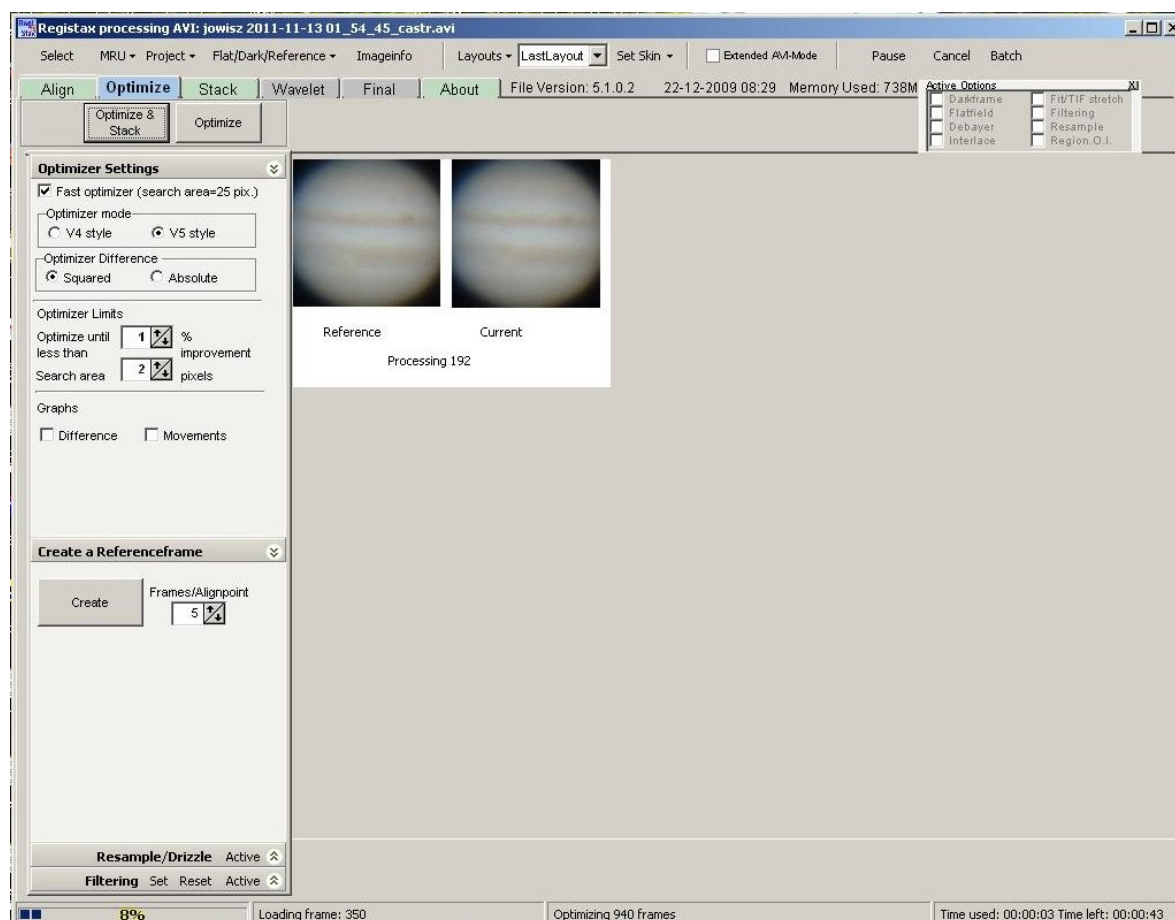 Registax processing AVI: jowisz 2011-11-13 01_54_45_castr.avi
Select MRU Project Flat/Dark/Reference Imageinfo Layouts LastLayout Set Skin Extended AVI-Mode Pause Cancel Batch
Align Optimize Stack Wavelet Final About File Version: 5.1.0.2 22-12-2009 08:29 Memory Used: 738M
Active Options X
Darkframe Fit/TIF stretch
Flatfield Filtering
Debayer Resample
Interlace Region.O.I.
Optimize & Stack
Optimize
Optimizer Settings
Fast optimizer (search area=25 pix.)
Optimizer mode
V4 style V5 style
Optimizer Difference
Squared Absolute
Optimizer Limits
Optimize until less than 1 % improvement
Search area 2 pixels
Graphs
Difference Movements
Reference Current
Processing 192
Create a Referenceframe
Create
Frames/Alignpoint
5
Resample/Drizzle Active
Filtering Set Reset Active
8% Loading frame: 350 Optimizing 940 frames Time used: 00:00:03 Time left: 00:00:43